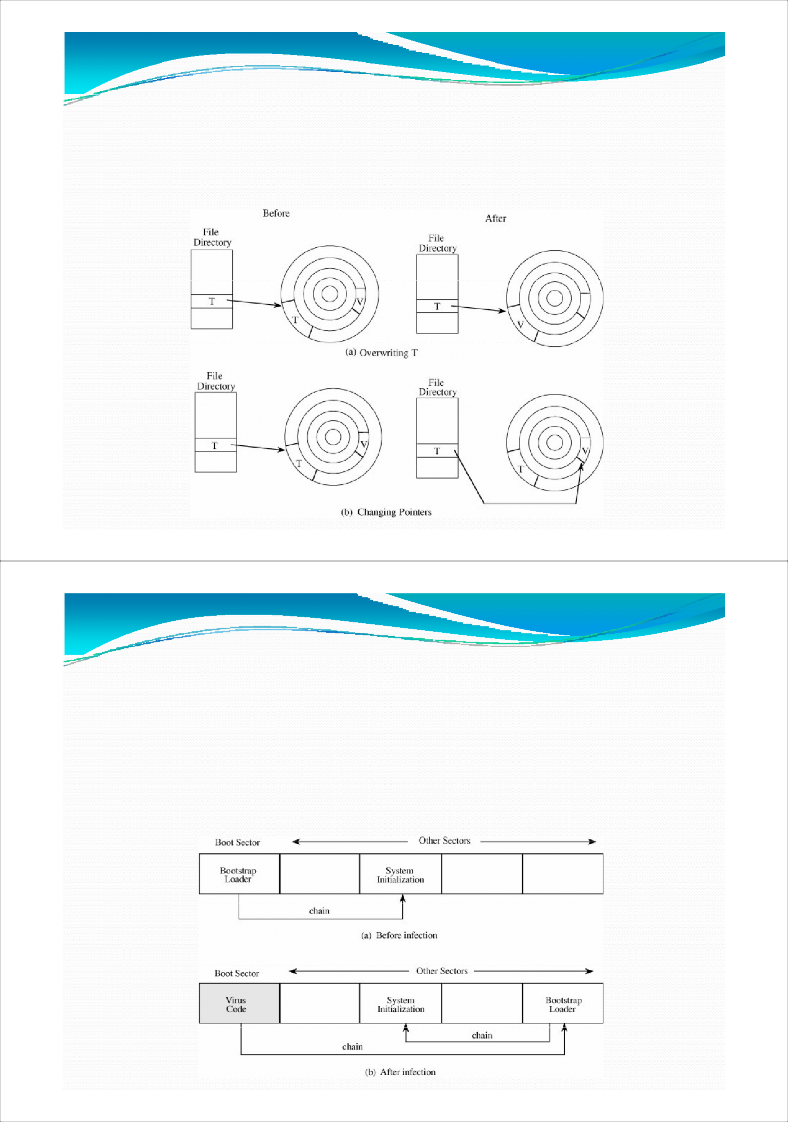 Before
After
File
Directory
T
T
V
File
Directory
T
V
(a) Overwriting T
File
Directory
T
T
V
File
Directory
T
T
V
(b) Changing Pointers
Boot Sector
Other Sectors
Bootstrap
Loader
System
Initialization
chain
(a) Before infection
Boot Sector
Other Sectors
Virus
Code
System
Initialization
Bootstrap
Loader
chain
chain
(b) After infection